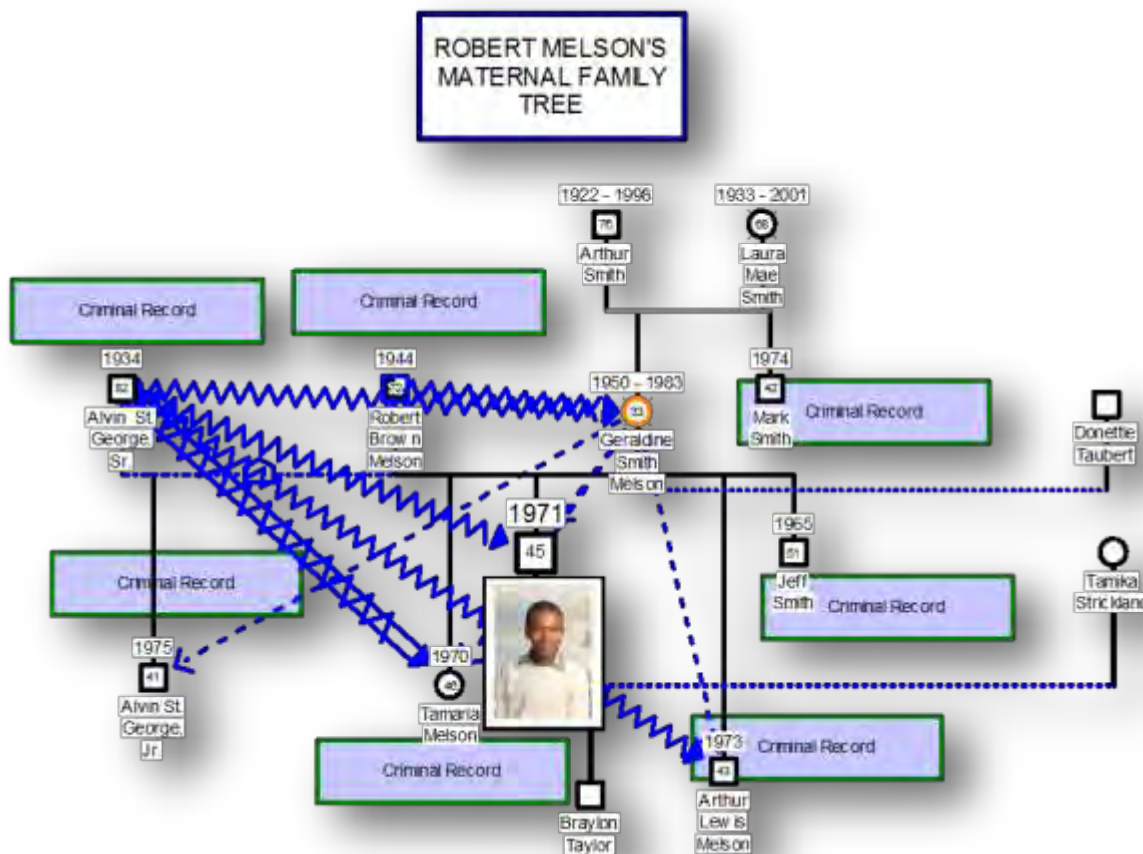 ROBERT MELSON'S
MATERNAL FAMILY
TREE
1922 – 1998
76
Arthur
Smith
1933 – 2001
68
Laura
Mae
Smith
Criminal Record
Criminal Record
1934
82
Alvin St.
George,
Sr.
1944
Robert
Brown
Melson
1950 – 1983
33
Geraldine
Smith
Melson
1974
42
Mark
Smith
Criminal Record
Donettie
Taubert
1971
45
1965
51
Jeff
Smith
Criminal Record
Tamika
Strickland
Criminal Record
1975
41
Alvin St.
George,
Jr
1970
46
Tamaria
Melson
Criminal Record
1973
43
Arthur
Lewis
Melson
Criminal Record
Braylon
Taylor